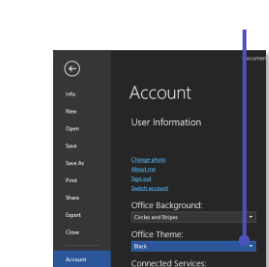 Documen
Info
New
Open
Save
Save As
Print
Share
Export
Close
Account
Account
User Information
Change photo
About me
Sign out
Switch account
Office Background:
Circles and Stripes
Office Theme:
Black
Connected Services: